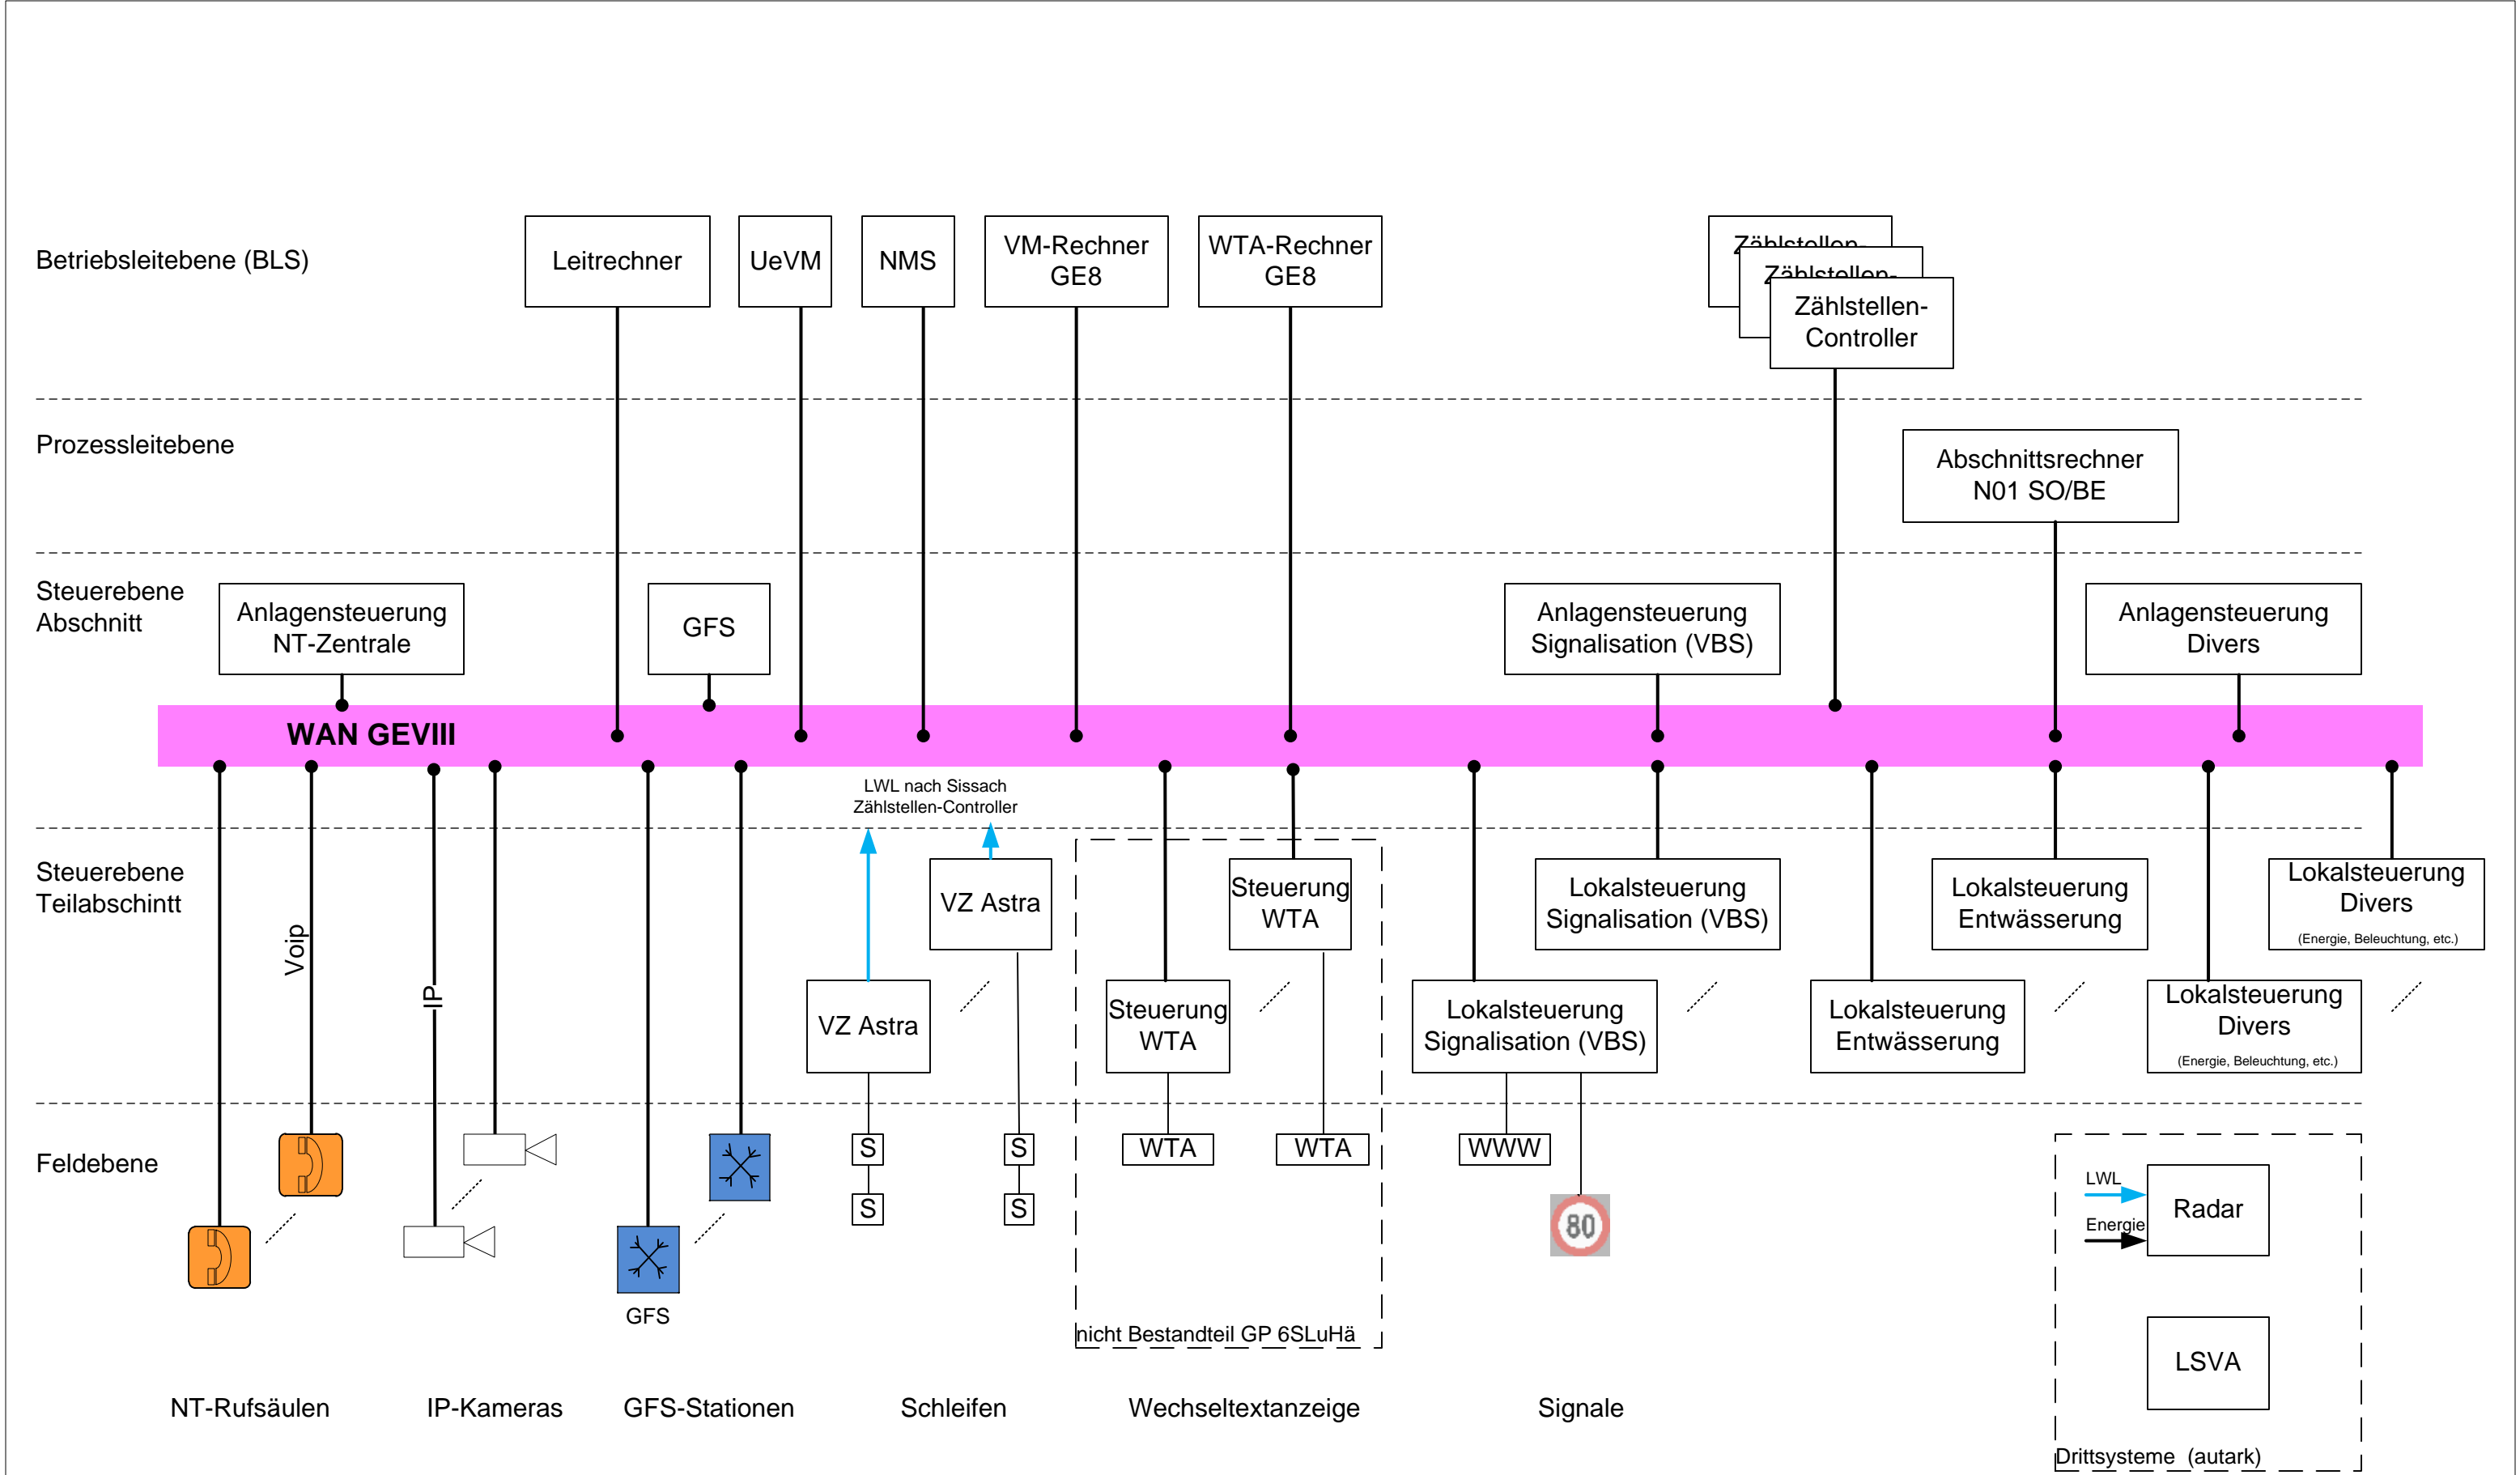 Betriebsleitebene (BLS)
Leitrechner
UeVM
NMS
VM-Rechner
GE8
WTA-Rechner
GE8
Zählstellen-
Zählstellen-
Zählstellen-
Controller
Prozessleitebene
Abschnittsrechner
N01 SO/BE
Steuerebene
Abschnitt
Anlagensteuerung
NT-Zentrale
GFS
Anlagensteuerung
Signalisation (VBS)
Anlagensteuerung
Divers
WAN GEVIII
LWL nach Sissach
Zählstellen-Controller
Steuerebene
Teilabschintt
Voip
IP
VZ Astra
VZ Astra
Steuerung
WTA
Steuerung
WTA
Lokalsteuerung
Signalisation (VBS)
Lokalsteuerung
Signalisation (VBS)
Lokalsteuerung
Entwässerung
Lokalsteuerung
Entwässerung
Lokalsteuerung
Divers
(Energie, Beleuchtung, etc.)
Lokalsteuerung
Divers
(Energie, Beleuchtung, etc.)
Feldebene
S
S
S
S
WTA
WTA
WWW
80
GFS
nicht Bestandteil GP 6SLuHä
LWL
Energie
Radar
LSVA
Drittsysteme (autark)
NT-Rufsäulen
IP-Kameras
GFS-Stationen
Schleifen
Wechseltextanzeige
Signale